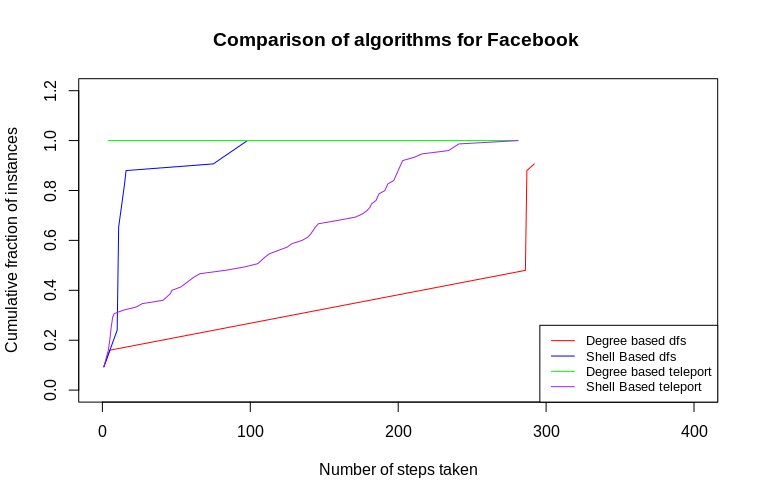 Comparison of algorithms for Facebook
Cumulative fraction of instances
1.2
1.0
0.8
0.6
0.4
0.2
0.0
Degree based dfs
Shell Based dfs
Degree based teleport
Shell Based teleport
0 100 200 300 400
Number of steps taken